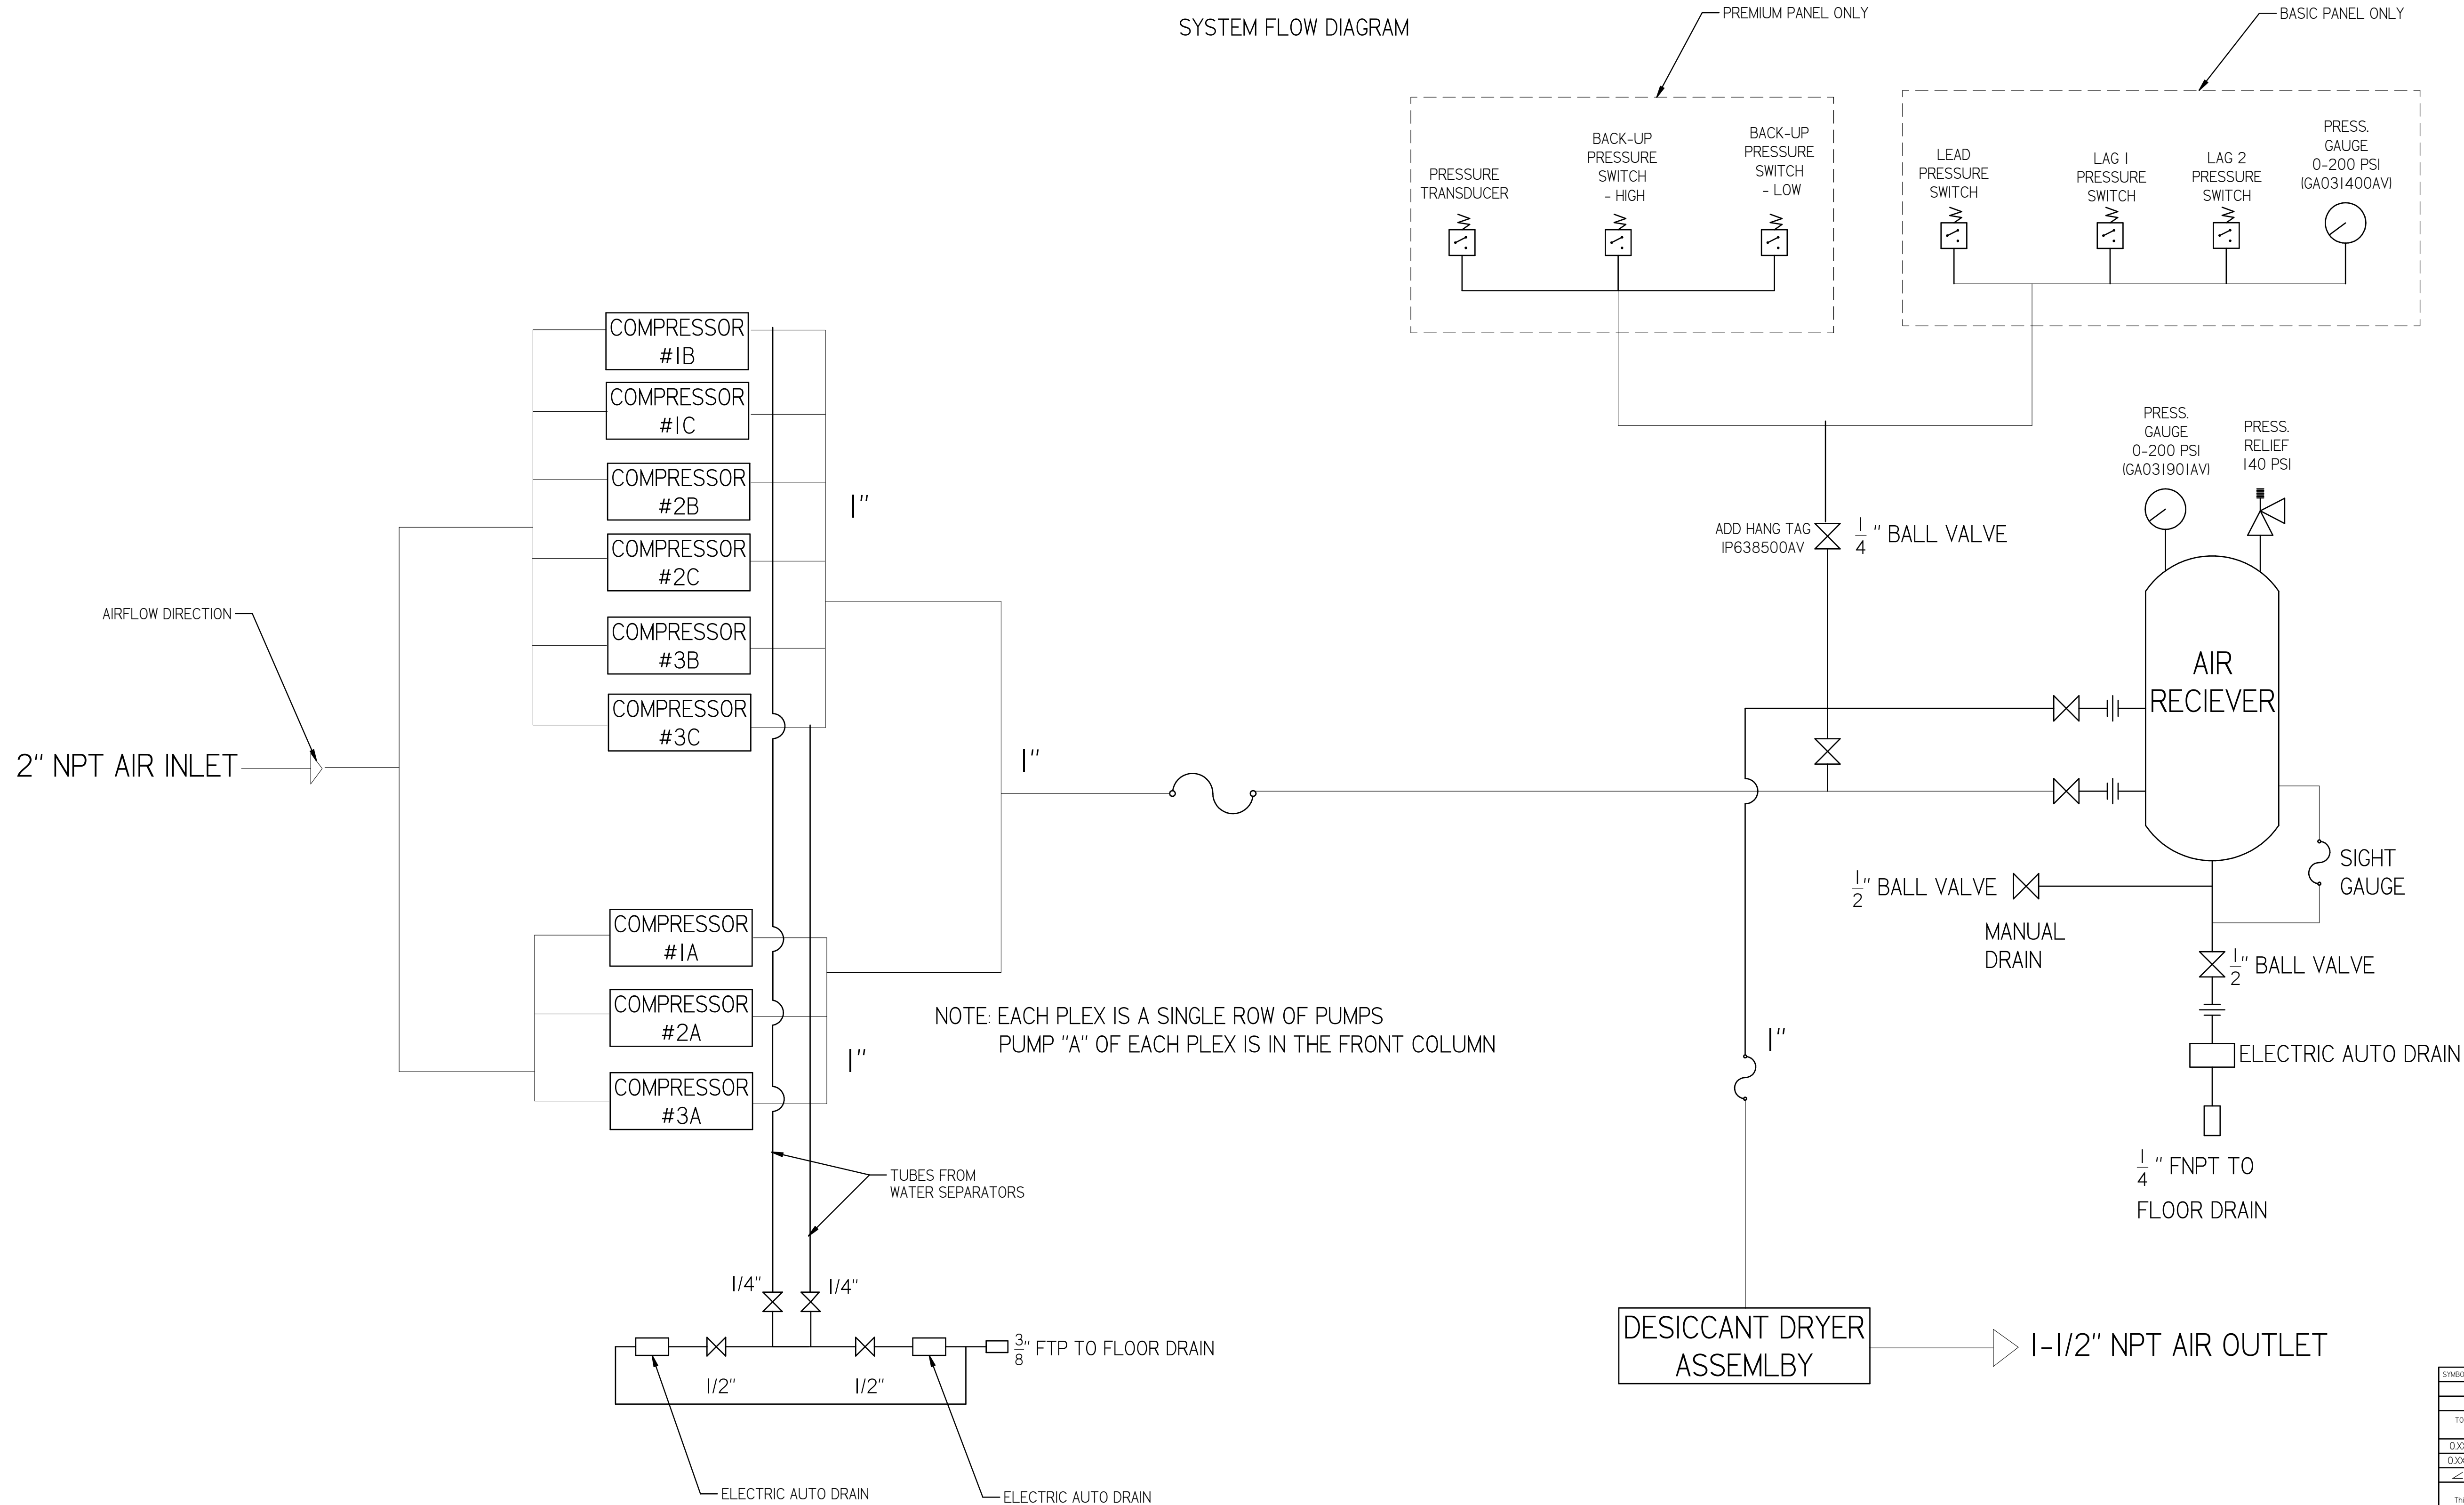 SYSTEM FLOW DIAGRAM
PREMIUM PANEL ONLY
BASIC PANEL ONLY
PRESSURE
TRANSDUCER
BACK-UP
PRESSURE
SWITCH
- HIGH
BACK-UP
PRESSURE
SWITCH
- LOW
LEAD
PRESSURE
SWITCH
LAG 1
PRESSURE
SWITCH
LAG 2
PRESSURE
SWITCH
PRESS.
GAUGE
0-200 PSI
(GA031400AV)
COMPRESSOR
#1B
COMPRESSOR
#1C
COMPRESSOR
#2B
COMPRESSOR
#2C
COMPRESSOR
#3B
COMPRESSOR
#3C
1"
AIRFLOW DIRECTION
2" NPT AIR INLET
1"
COMPRESSOR
#1A
COMPRESSOR
#2A
COMPRESSOR
#3A
1"
NOTE: EACH PLEX IS A SINGLE ROW OF PUMPS
PUMP "A" OF EACH PLEX IS IN THE FRONT COLUMN
TUBES FROM
WATER SEPARATORS
1/4"
1/4"
3/8" FTP TO FLOOR DRAIN
1/2"
1/2"
ELECTRIC AUTO DRAIN
ELECTRIC AUTO DRAIN
ADD HANG TAG
IP638500AV
1/4 " BALL VALVE
PRESS.
GAUGE
0-200 PSI
(GA031901AV)
PRESS.
RELIEF
140 PSI
AIR
RECIEVER
SIGHT
GAUGE
1/2" BALL VALVE
MANUAL
DRAIN
1/2" BALL VALVE
ELECTRIC AUTO DRAIN
1/4 " FNPT TO
FLOOR DRAIN
1"
DESICCANT DRYER
ASSEMLBY
1-1/2" NPT AIR OUTLET